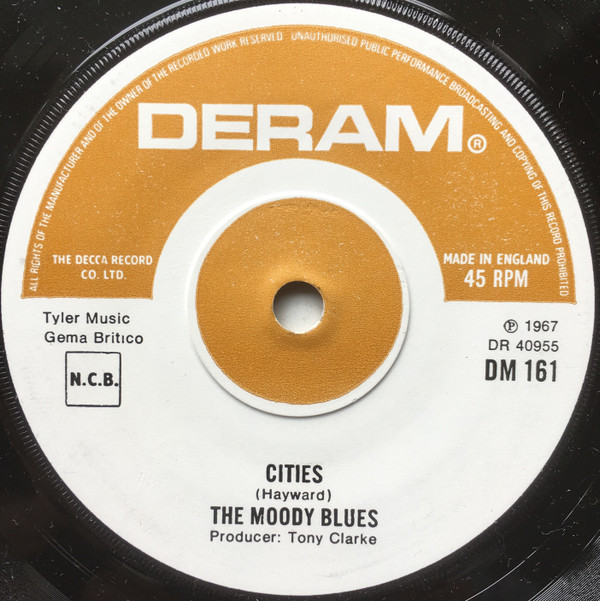 ALL RIGHTS OF THE MANUFACTURER AND OF THE OWNER OF THE RECORDED WORK RESERVED UNAUTHORISED PUBLIC PERFORMANCE BROADCASTING AND COPYING OF THIS RECORD PROHIBITED
DERAM®
THE DECCA RECORD
CO. LTD.
MADE IN ENGLAND
45 RPM
Tyler Music
Gema Britico
N.C.B.
℗ 1967
DR 40955
DM 161
CITIES
(Hayward)
THE MOODY BLUES
Producer: Tony Clarke